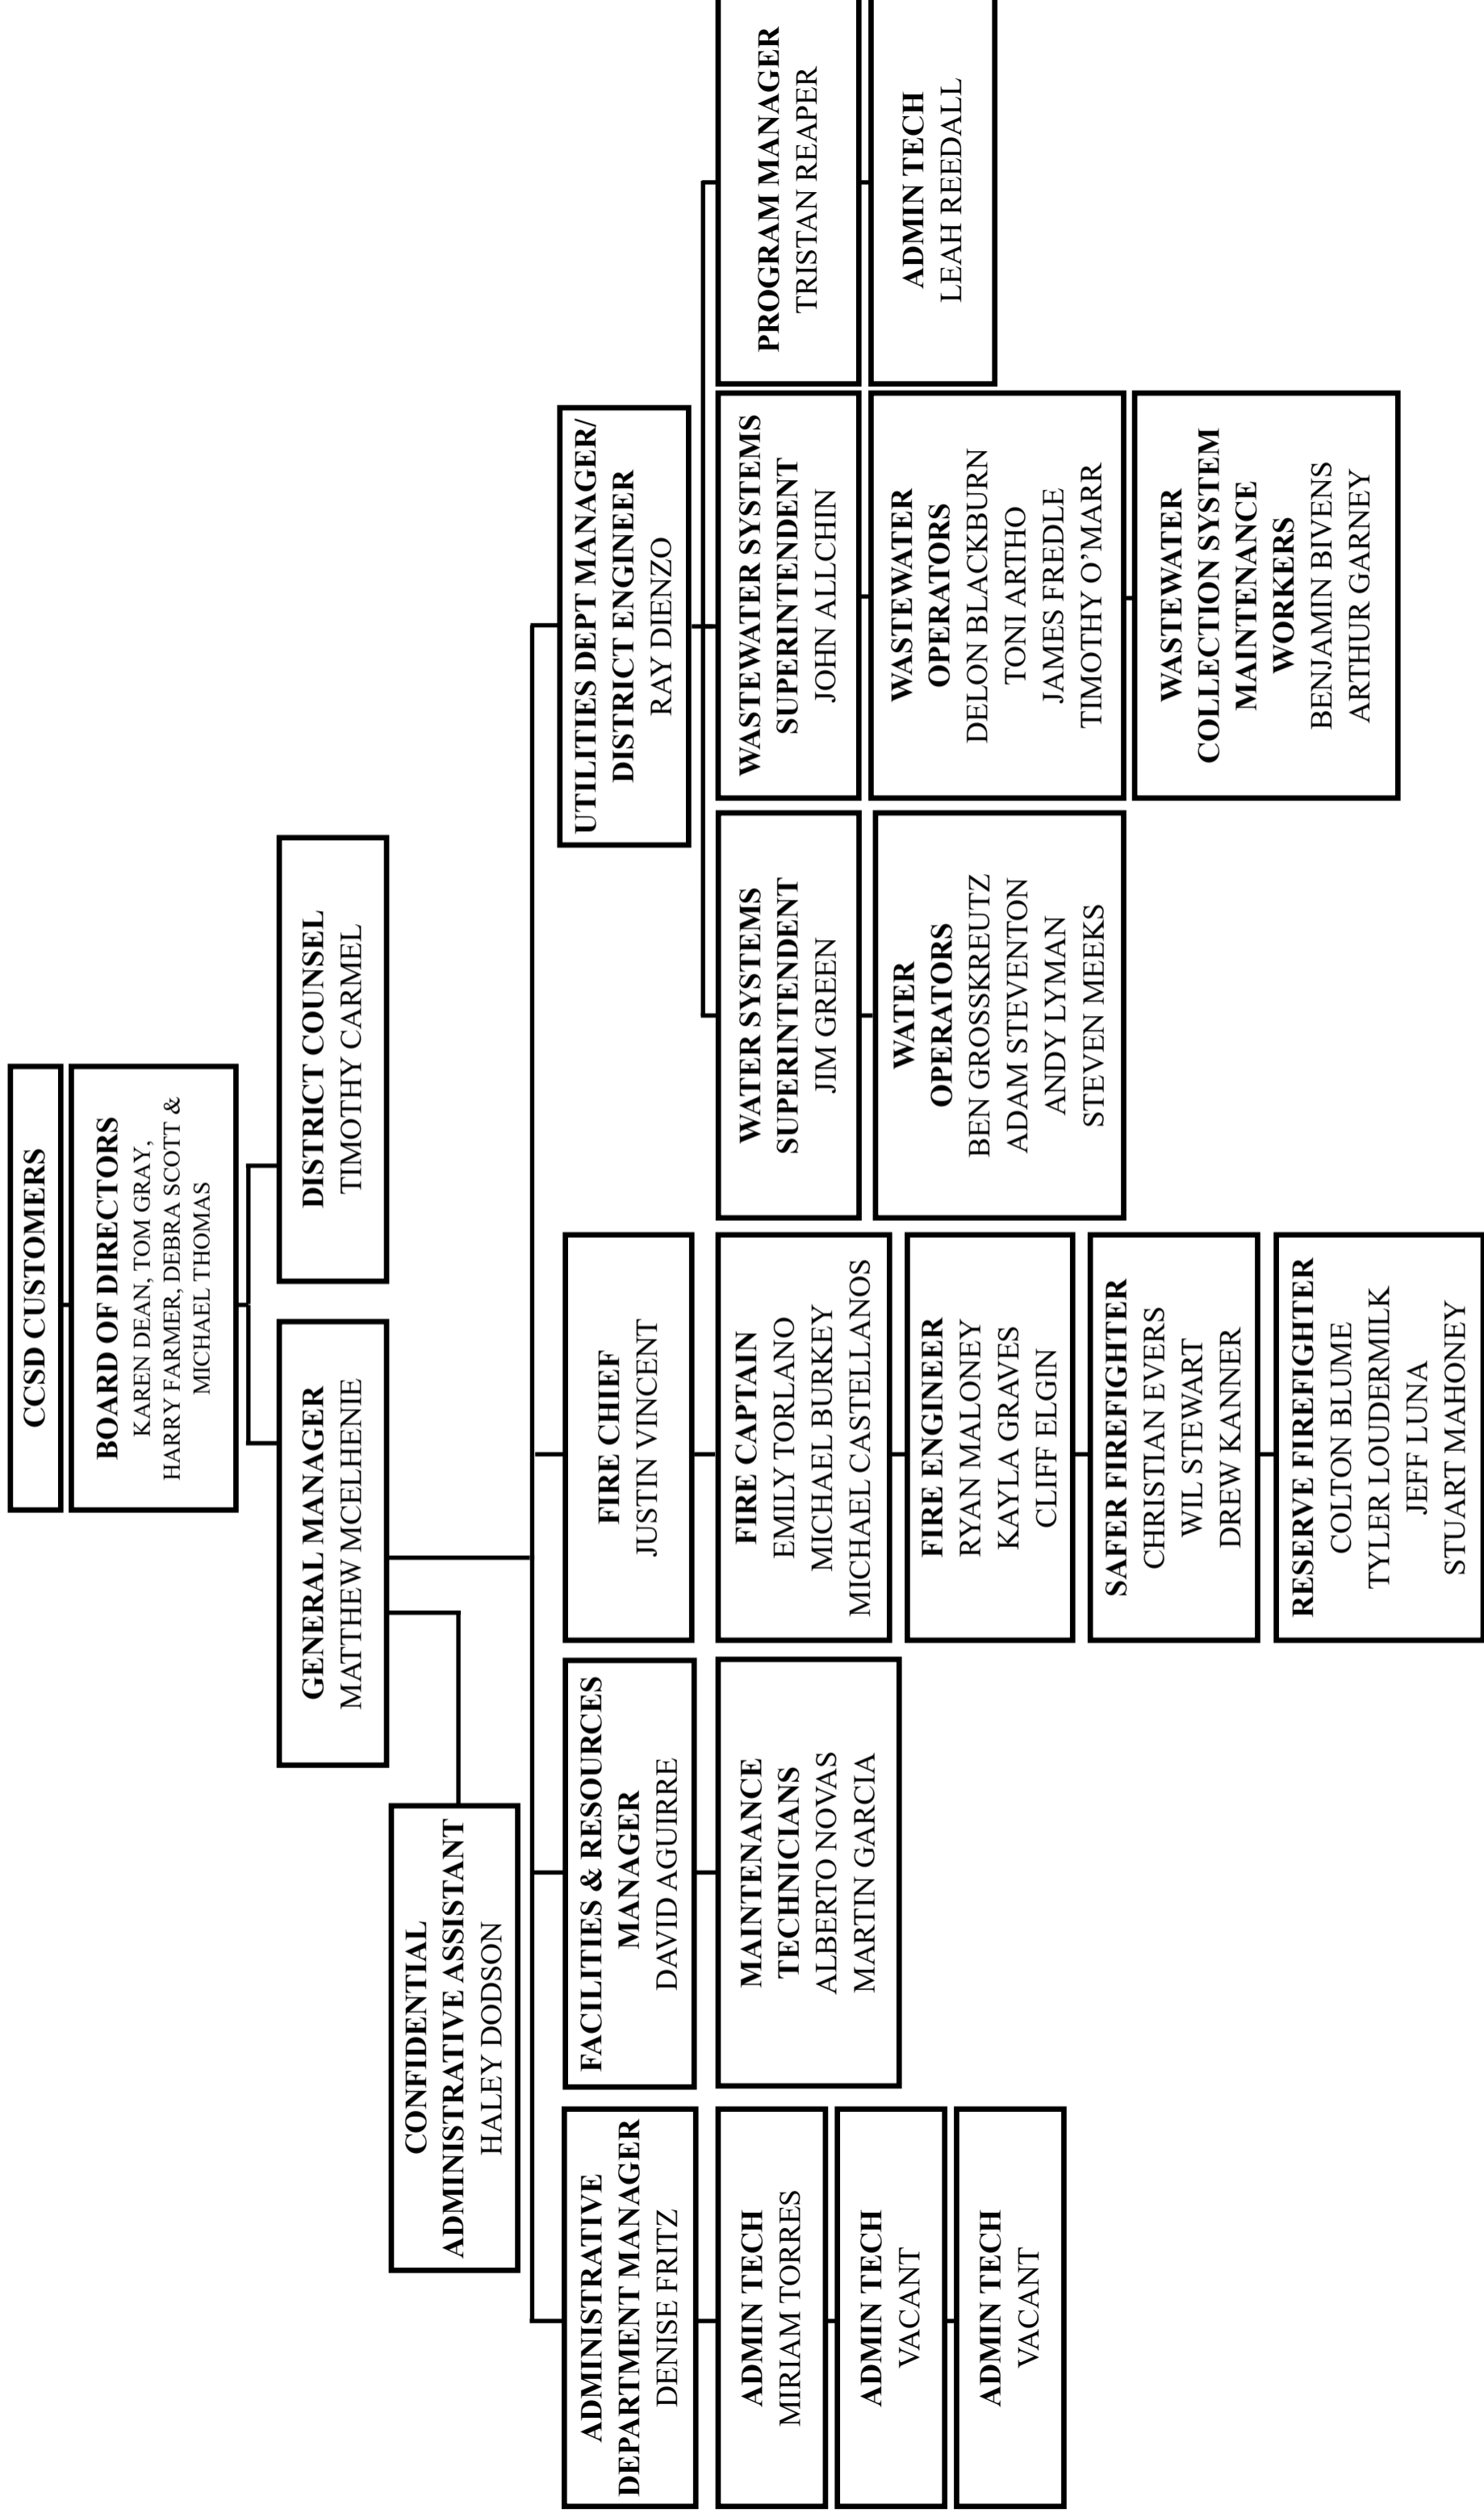 CCSD CUSTOMERS
BOARD OF DIRECTORS
KAREN DEAN, TOM GRAY,
HARRY FARMER, DEBRA SCOTT &
MICHAEL THOMAS
GENERAL MANAGER
MATTHEW MCELHENIE
DISTRICT COUNSEL
TIMOTHY CARMEL
CONFIDENTIAL
ADMINISTRATIVE ASSISTANT
HALEY DODSON
ADMINISTRATIVE
DEPARTMENT MANAGER
DENISE FRITZ
ADMIN TECH
MIRIAM TORRES
ADMIN TECH
VACANT
ADMIN TECH
VACANT
FACILITIES & RESOURCES
MANAGER
DAVID AGUIRRE
MAINTENANCE
TECHNICIANS
ALBERTO NOVAS
MARTIN GARCIA
FIRE CHIEF
JUSTIN VINCENT
FIRE CAPTAIN
EMILY TORLANO
MICHAEL BURKEY
MICHAEL CASTELLANOS
FIRE ENGINEER
RYAN MALONEY
KAYLA GRAVES
CLIFF ELGIN
SAFER FIREFIGHTER
CHRISTIAN EVERS
WIL STEWART
DREW KANNER
RESERVE FIREFIGHTER
COLTON BLUME
TYLER LOUDERMILK
JEFF LUNA
STUART MAHONEY
UTILITIES DEPT MANAGER/
DISTRICT ENGINEER
RAY DIENZO
WATER SYSTEMS
SUPERINTENDENT
JIM GREEN
WATER
OPERATORS
BEN GROSSKREUTZ
ADAM STEVENTON
ANDY LYMAN
STEVEN MEEKS
WASTEWATER SYSTEMS
SUPERINTENDENT
JOHN ALLCHIN
WASTEWATER
OPERATORS
DELON BLACKBURN
TONI ARTHO
JAMES FREDLE
TIMOTHY O’MARR
WASTEWATER
COLLECTION SYSTEM
MAINTENANCE
WORKERS
BENJAMIN BIVENS
ARTHUR GARNEY
PROGRAM MANAGER
TRISTAN REAPER
ADMIN TECH
LEAH REEDALL